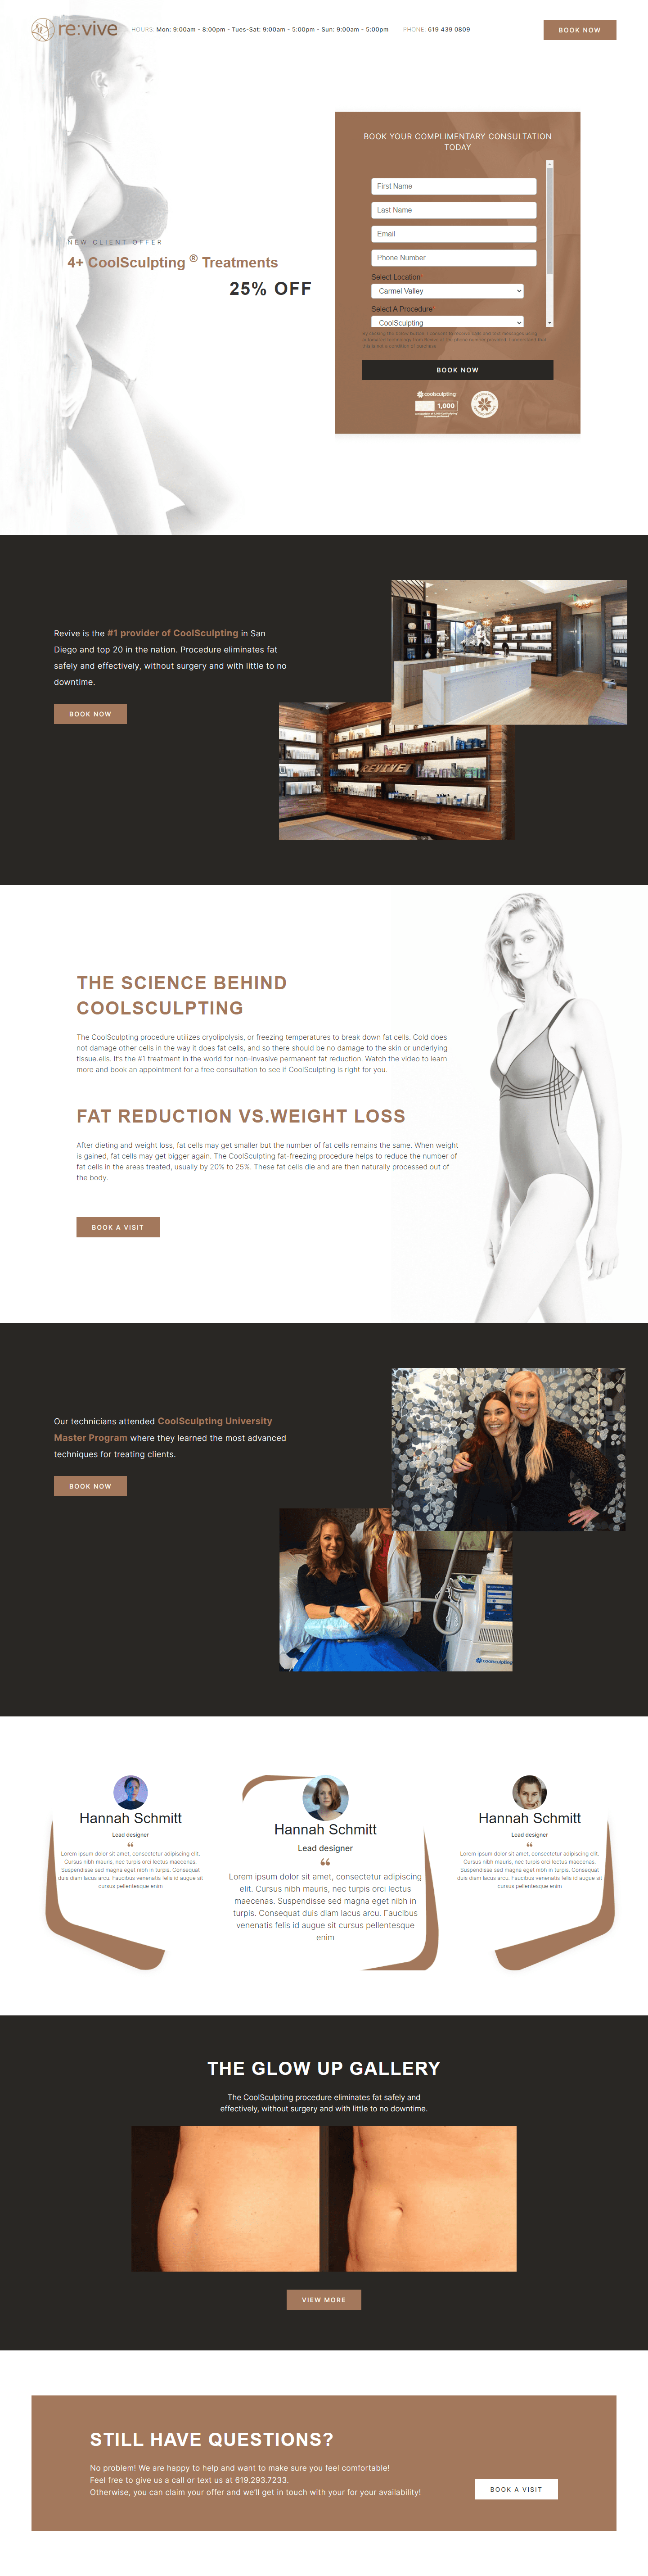 re:vive
HOURS: Mon: 9:00am - 8:00pm - Tues-Sat: 9:00am - 5:00pm - Sun: 9:00am - 5:00pm
PHONE: 619 439 0809
BOOK NOW
NEW CLIENT OFFER
4+ CoolSculpting ® Treatments
25% OFF
BOOK YOUR COMPLIMENTARY CONSULTATION
TODAY
First Name
Last Name
Email
Phone Number
Select Location
Carmel Valley
Select A Procedure
CoolSculpting
BOOK NOW
coolsculpting
1,000
Revive is the #1 provider of CoolSculpting in San
Diego and top 20 in the nation. Procedure eliminates fat
safely and effectively, without surgery and with little to no
downtime.
BOOK NOW
REVIVE
THE SCIENCE BEHIND
COOLSCULPTING
The CoolSculpting procedure utilizes cryolipolysis, or freezing temperatures to break down fat cells. Cold does
not damage other cells in the way it does fat cells, and so there should be no damage to the skin or underlying
tissue.ells. It's the #1 treatment in the world for non-invasive permanent fat reduction. Watch the video to learn
more and book an appointment for a free consultation to see if CoolSculpting is right for you.
FAT REDUCTION VS.WEIGHT LOSS
After dieting and weight loss, fat cells may get smaller but the number of fat cells remains the same. When weight
is gained, fat cells may get bigger again. The CoolSculpting fat-freezing procedure helps to reduce the number of
fat cells in the areas treated, usually by 20% to 25%. These fat cells die and are then naturally processed out of
the body.
BOOK A VISIT
Our technicians attended CoolSculpting University
Master Program where they learned the most advanced
techniques for treating clients.
BOOK NOW
coolsculpting
Hannah Schmitt
Lead designer
“
Lorem ipsum dolor sit amet, consectetur adipiscing elit.
Cursus nibh mauris, nec turpis orci lectus maecenas.
Suspendisse sed magna eget nibh in turpis. Consequat
duis diam lacus arcu. Faucibus venenatis felis id augue sit
cursus pellentesque enim
Hannah Schmitt
Lead designer
“
Lorem ipsum dolor sit amet, consectetur adipiscing
elit. Cursus nibh mauris, nec turpis orci lectus
maecenas. Suspendisse sed magna eget nibh in
turpis. Consequat duis diam lacus arcu. Faucibus
venenatis felis id augue sit cursus pellentesque
enim
Hannah Schmitt
Lead designer
“
Lorem ipsum dolor sit amet, consectetur adipiscing elit.
Cursus nibh mauris, nec turpis orci lectus maecenas.
Suspendisse sed magna eget nibh in turpis. Consequat
duis diam lacus arcu. Faucibus venenatis felis id augue sit
cursus pellentesque enim
THE GLOW UP GALLERY
The CoolSculpting procedure eliminates fat safely and
effectively, without surgery and with little to no downtime.
VIEW MORE
STILL HAVE QUESTIONS?
No problem! We are happy to help and want to make sure you feel comfortable!
Feel free to give us a call or text us at 619.293.7233.
Otherwise, you can claim your offer and we'll get in touch with your for your availability!
BOOK A VISIT